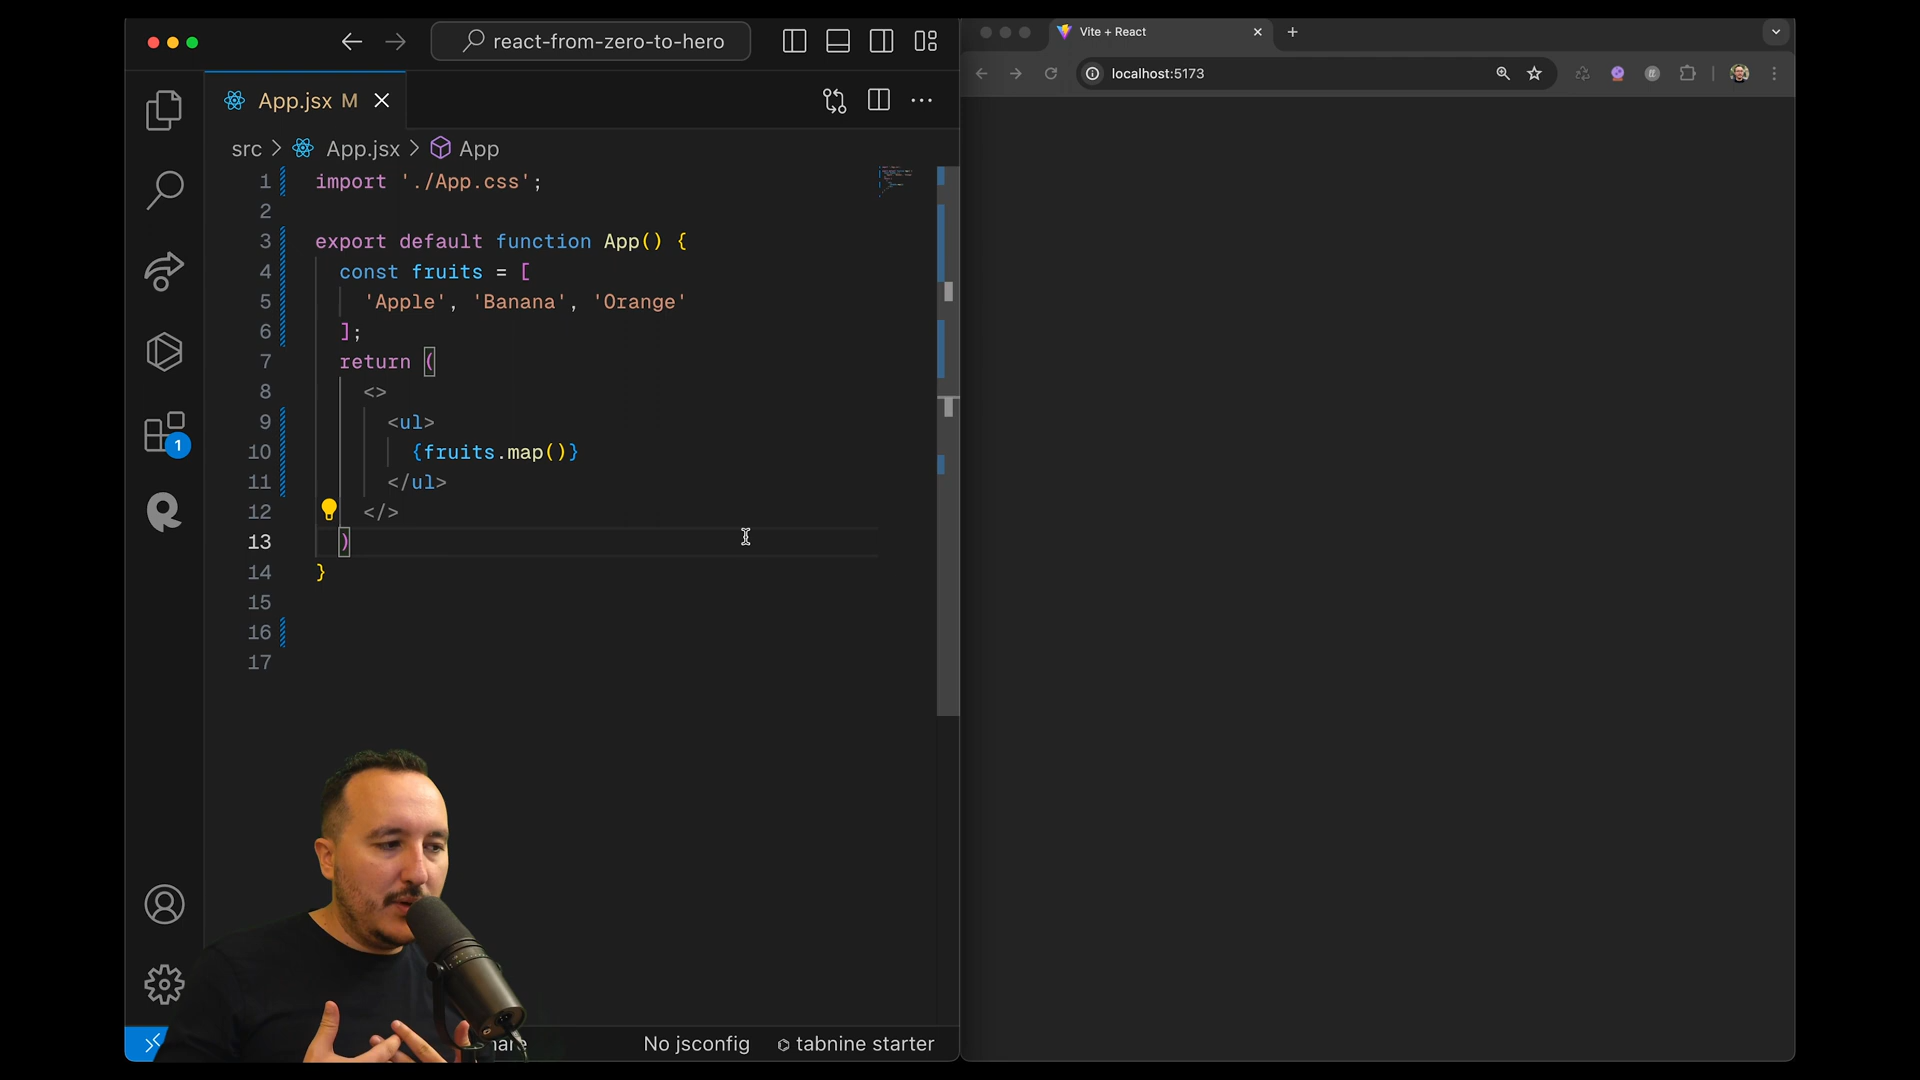 react-from-zero-to-hero
App.jsx M
src > App.jsx > App
1 import './App.css';
2
3 export default function App() {
4 const fruits = [
5 'Apple', 'Banana', 'Orange'
6 ];
7 return (
8 <>
9 <ul>
10 {fruits.map()}
11 </ul>
12 </>
13 )
14 }
15
16
17
1
No jsconfig
tabnine starter
Vite + React
localhost:5173